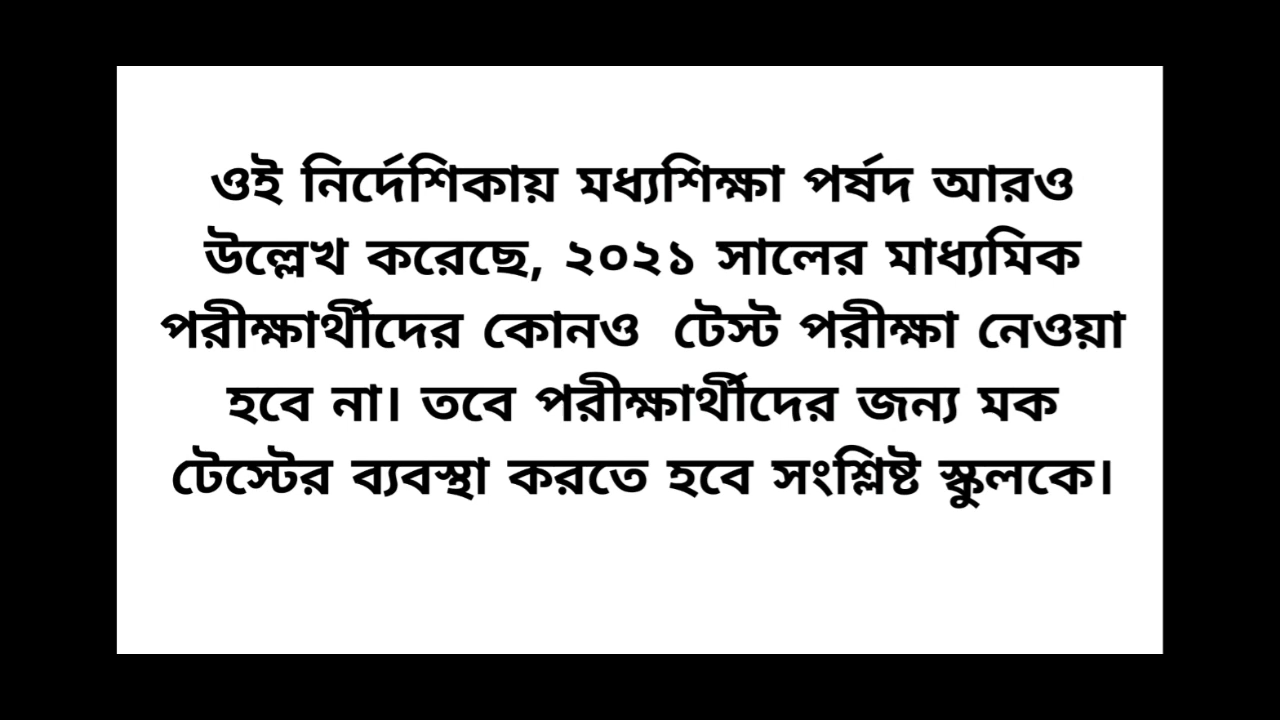 ওই নির্দেশিকায় মধ্যশিক্ষা পর্ষদ আরও
উল্লেখ করেছে, ২০২১ সালের মাধ্যমিক
পরীক্ষার্থীদের কোনও টেস্ট পরীক্ষা নেওয়া
হবে না। তবে পরীক্ষার্থীদের জন্য মক
টেস্টের ব্যবস্থা করতে হবে সংশ্লিষ্ট স্কুলকে।